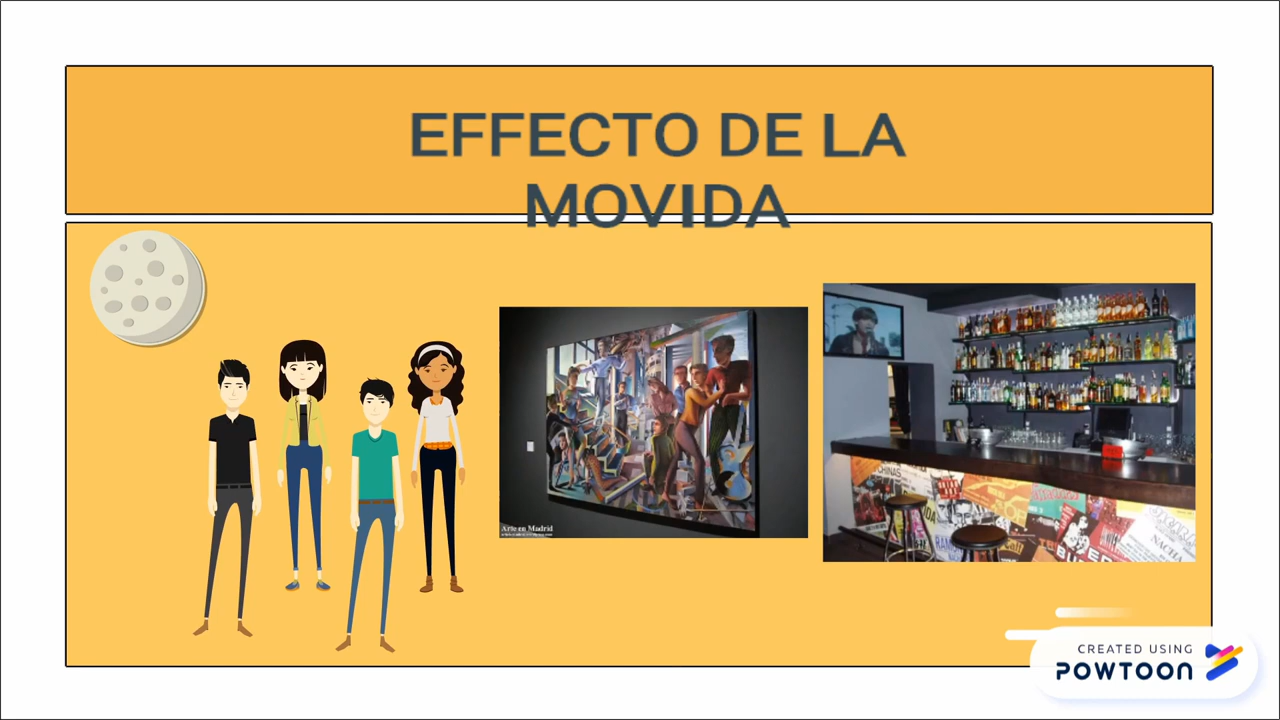 EFFECTO DE LA
MOVIDA
Arte en Madrid
CREATED USING
POWTOON